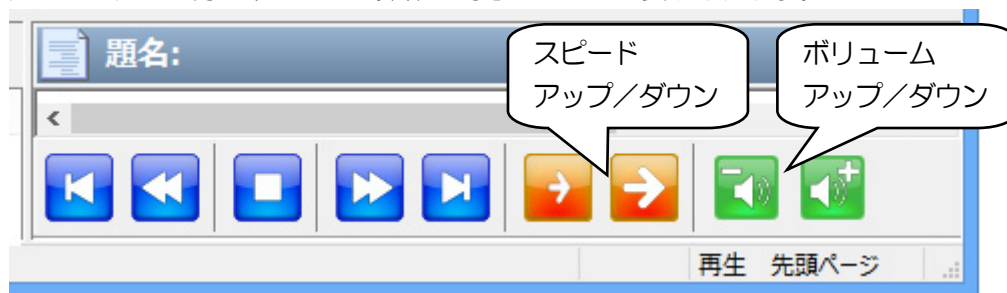 題名:
スピード
アップ／ダウン
ボリューム
アップ／ダウン
再生 先頭ページ